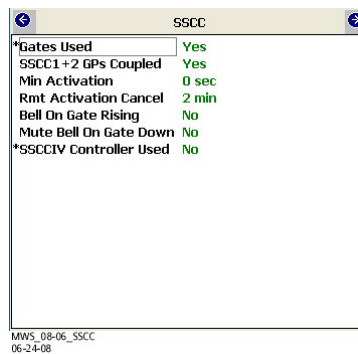 SSCC
*Gates Used Yes
SSCC1+2 GPs Coupled Yes
Min Activation 0 sec
Rmt Activation Cancel 2 min
Bell On Gate Rising No
Mute Bell On Gate Down No
*SSCCIV Controller Used No
MWS_08-06_SSCC
06-24-08